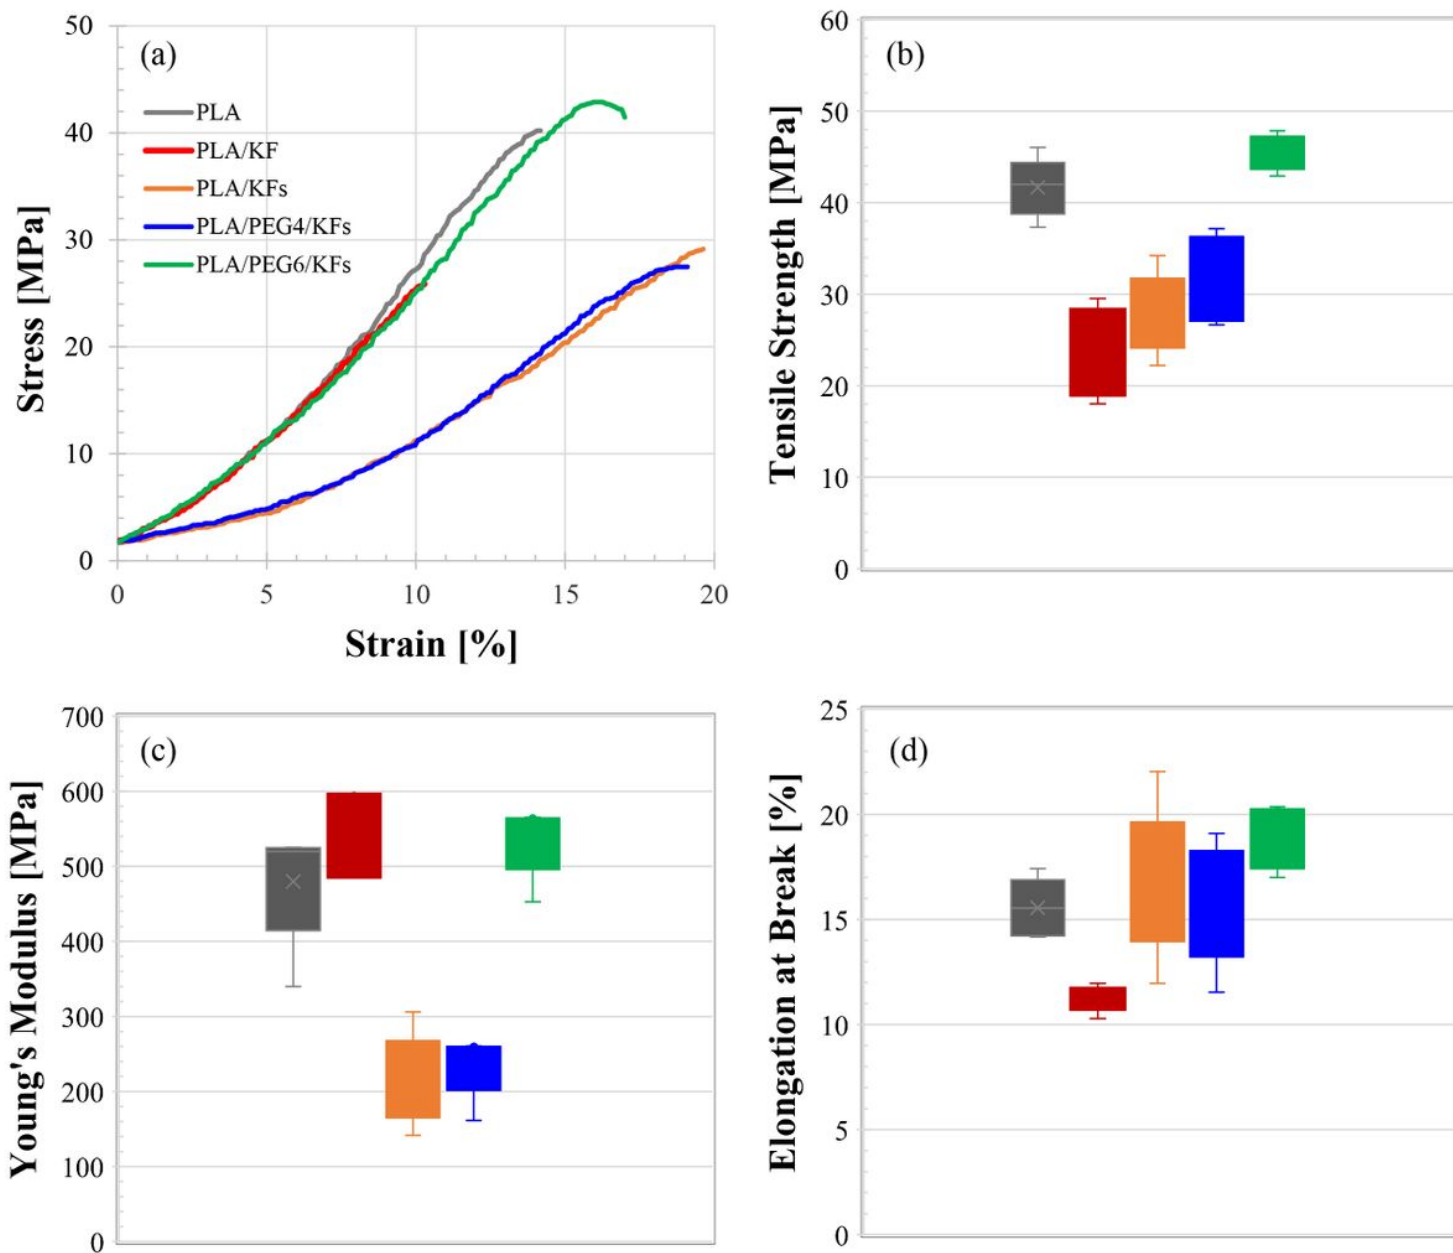 (a)
Stress [MPa]
50
40
30
20
10
0
PLA
PLA/KF
PLA/KFs
PLA/PEG4/KFs
PLA/PEG6/KFs
0 5 10 15 20
Strain [%]
(b)
Tensile Strength [MPa]
60
50
40
30
20
10
0
(c)
Young's Modulus [MPa]
700
600
500
400
300
200
100
0
(d)
Elongation at Break [%]
25
20
15
10
5
0